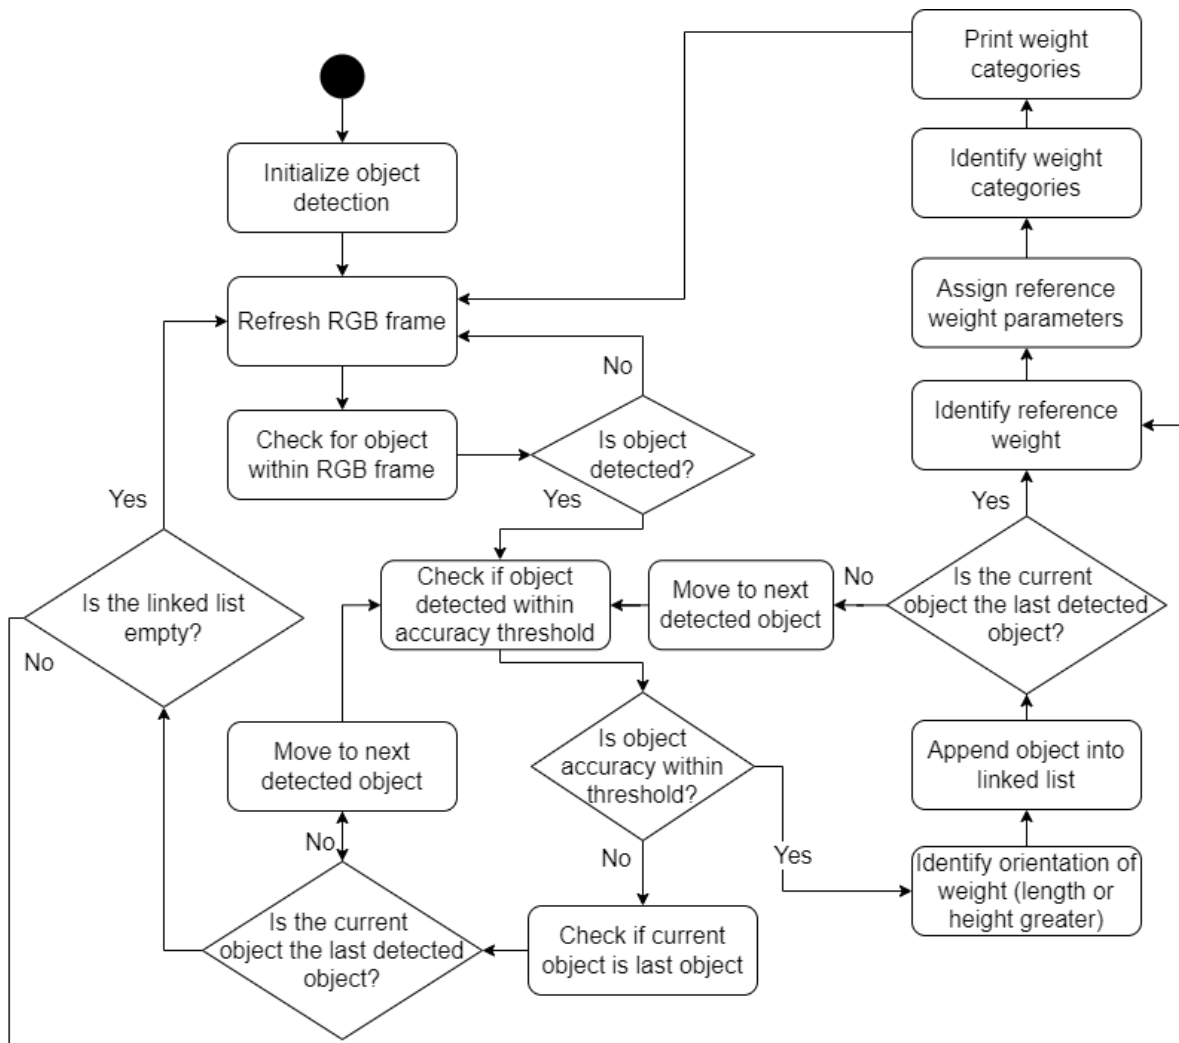 Print weight
categories
Identify weight
categories
Initialize object
detection
Assign reference
weight parameters
Refresh RGB frame
No
Identify reference
weight
Check for object
within RGB frame
Is object
detected?
Yes
Yes
Yes
Is the linked list
empty?
No
Check if object
detected within
accuracy threshold
Move to next
detected object
No
Is the current
object the last detected
object?
Move to next
detected object
Is object
accuracy within
threshold?
Append object into
linked list
No
No
Yes
Identify orientation of
weight (length or
height greater)
Is the current
object the last detected
object?
Check if current
object is last object